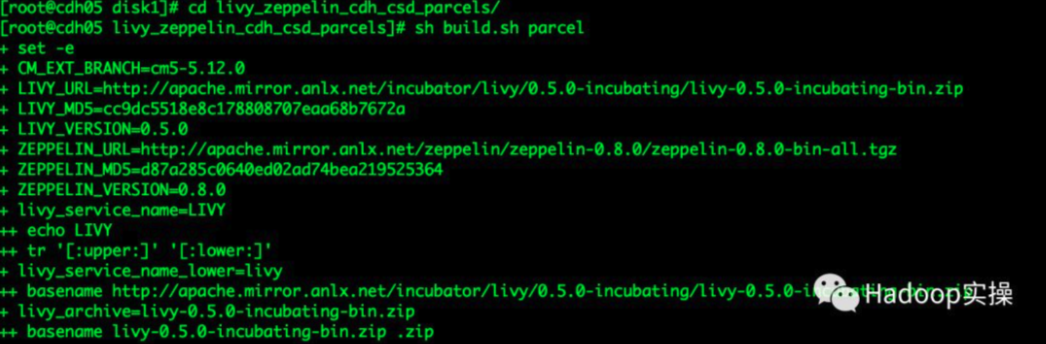 [root@cdh05 disk1]# cd livy_zeppelin_cdh_csd_parcels/
[root@cdh05 livy_zeppelin_cdh_csd_parcels]# sh build.sh parcel
+ set -e
+ CM_EXT_BRANCH=cm5-5.12.0
+ LIVY_URL=http://apache.mirror.anlx.net/incubator/livy/0.5.0-incubating/livy-0.5.0-incubating-bin.zip
+ LIVY_MD5=cc9dc5518e8c178808707eaa68b7672a
+ LIVY_VERSION=0.5.0
+ ZEPPELIN_URL=http://apache.mirror.anlx.net/zeppelin/zeppelin-0.8.0/zeppelin-0.8.0-bin-all.tgz
+ ZEPPELIN_MD5=d87a285c0640ed02ad74bea219525364
+ ZEPPELIN_VERSION=0.8.0
+ livy_service_name=LIVY
++ echo LIVY
++ tr '[:upper:]' '[:lower:]'
+ livy_service_name_lower=livy
++ basename http://apache.mirror.anlx.net/incubator/livy/0.5.0-incubating/livy-0.5.0-incubating-bin.zip
Hadoop实操
+ livy_archive=livy-0.5.0-incubating-bin.zip
++ basename livy-0.5.0-incubating-bin.zip .zip